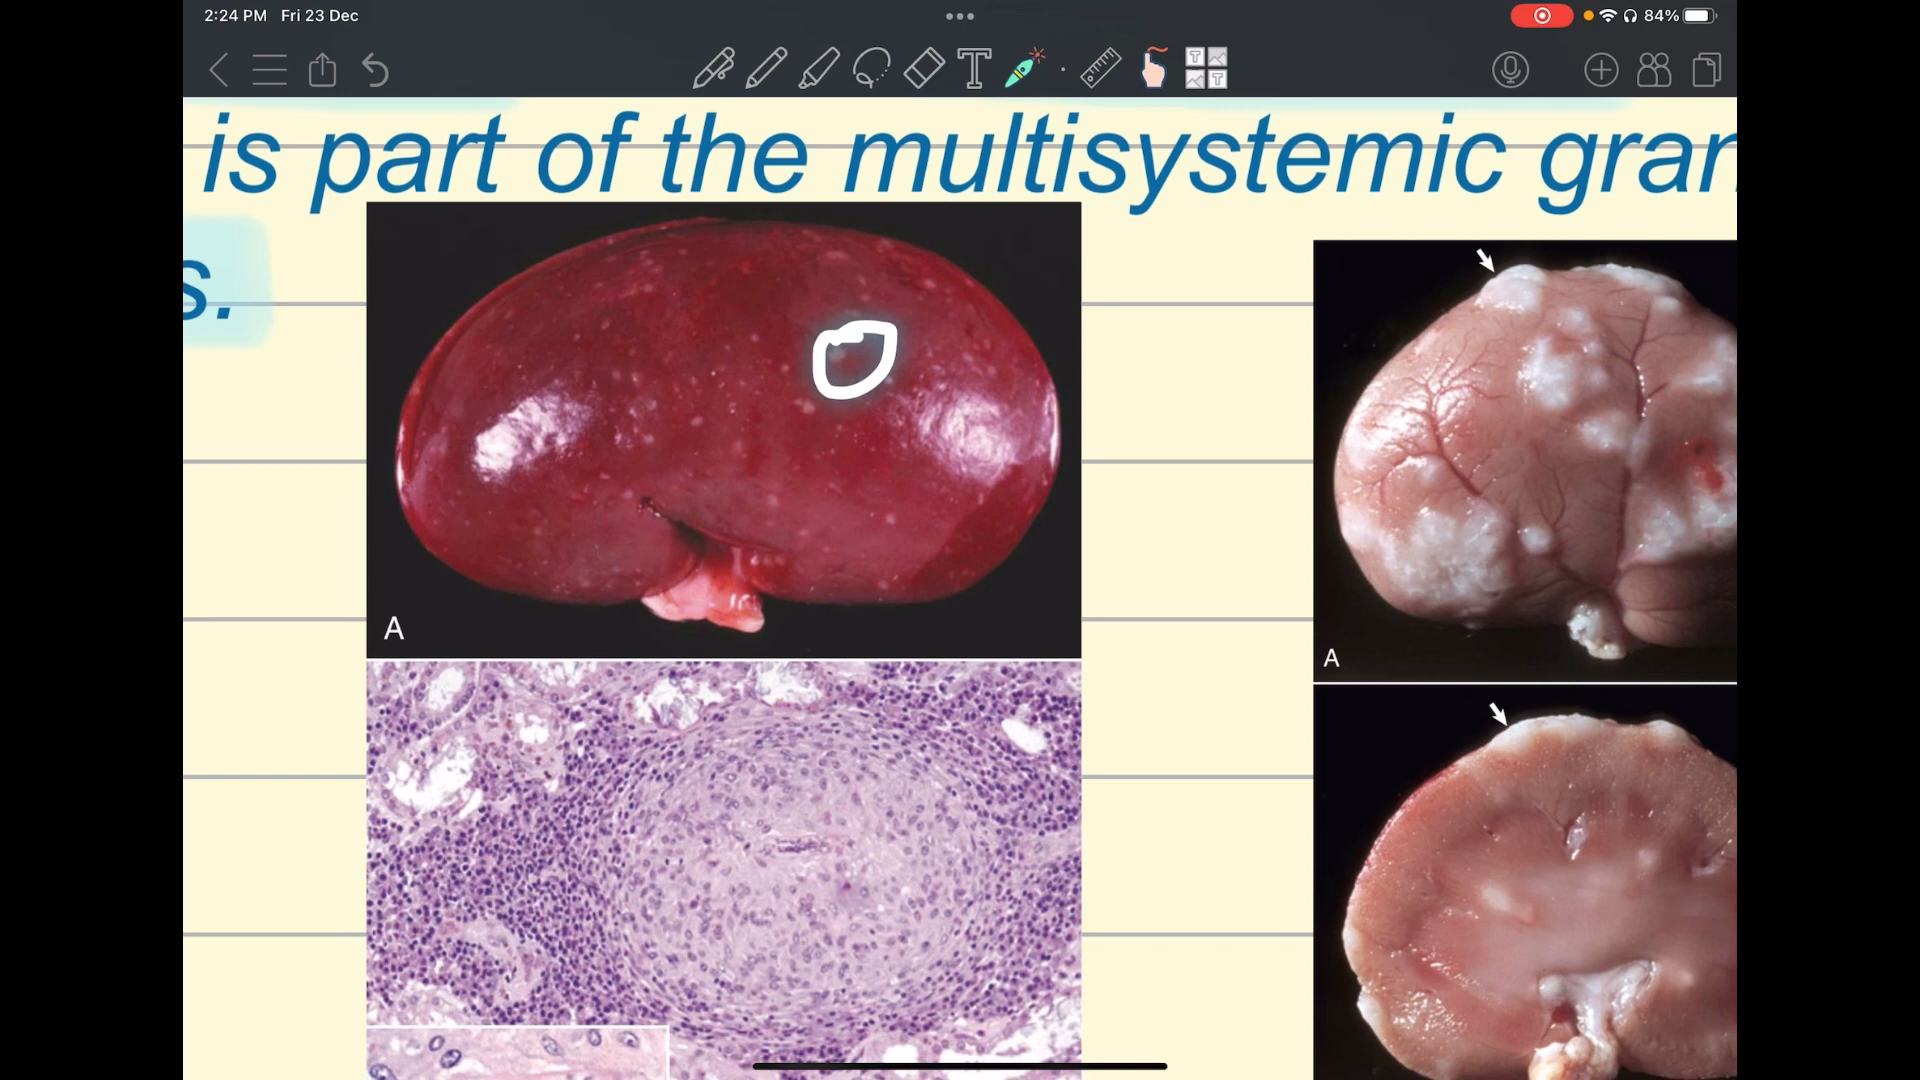 2:24 PM Fri 23 Dec
84%
is part of the multisystemic gran
s.
A
A